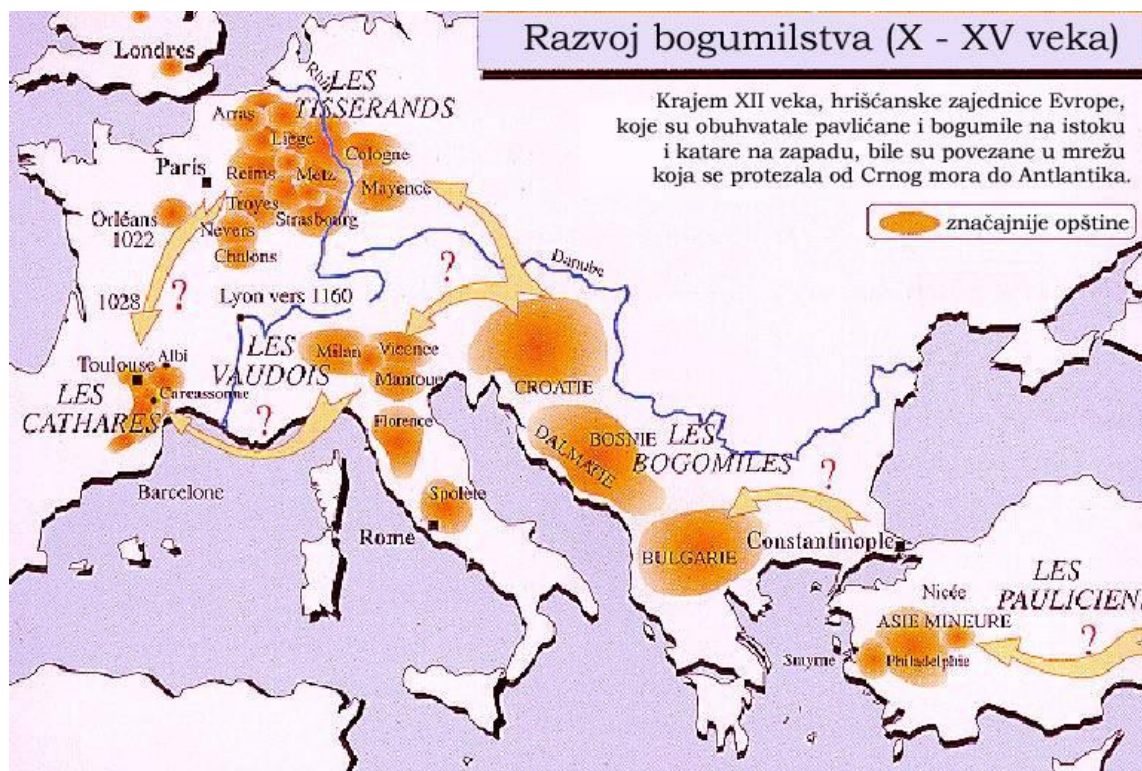 Razvoj bogumilstva (X - XV veka)
Krajem XII veka, hrišćanske zajednice Evrope,
koje su obuhvatale pavlićane i bogumile na istoku
i katare na zapadu, bile su povezane u mrežu
koja se protezala od Crnog mora do Antlantika.
značajnije opštine
Londres
LES
TISSERANDS
Arras
Liège
Cologne
París
Reims
Metz
Mayence
Troyes
Orléans
1022
Strasbourg
Nevers
Chalons
?
?
Danube
1028
Lyon vers 1160
LES
VAUDOIS
Milan
Vicence
Mantoue
CROATIE
Toulouse
Albi
Carcassonne
LES
CATHARES
?
Florence
BOSNIE
DALMATIE
LES
BOGOMILES
?
Barcelone
Spolète
Rome
BULGARIE
Constantinople
Nicée
LES
PAULICIENS
ASIE MINEURE
?
Smyrne
Philadelphie